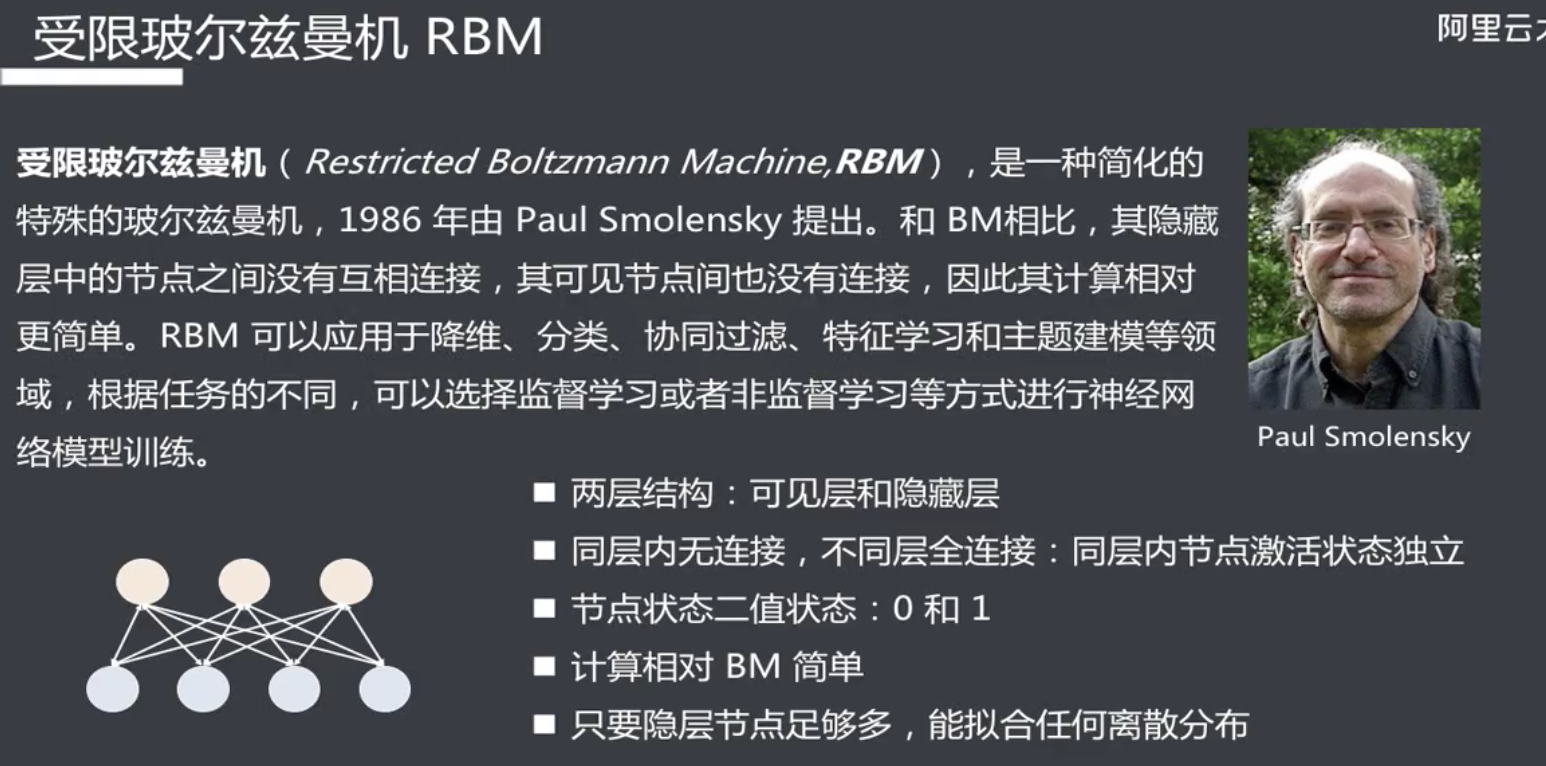 受限玻尔兹曼机 RBM
阿里云
受限玻尔兹曼机（Restricted Boltzmann Machine,RBM），是一种简化的
特殊的玻尔兹曼机，1986 年由 Paul Smolensky 提出。和 BM相比，其隐藏
层中的节点之间没有互相连接，其可见节点间也没有连接，因此其计算相对
更简单。RBM 可以应用于降维、分类、协同过滤、特征学习和主题建模等领
域，根据任务的不同，可以选择监督学习或者非监督学习等方式进行神经网
络模型训练。
Paul Smolensky
■ 两层结构：可见层和隐藏层
■ 同层内无连接，不同层全连接：同层内节点激活状态独立
■ 节点状态二值状态：0 和 1
■ 计算相对 BM 简单
■ 只要隐层节点足够多，能拟合任何离散分布